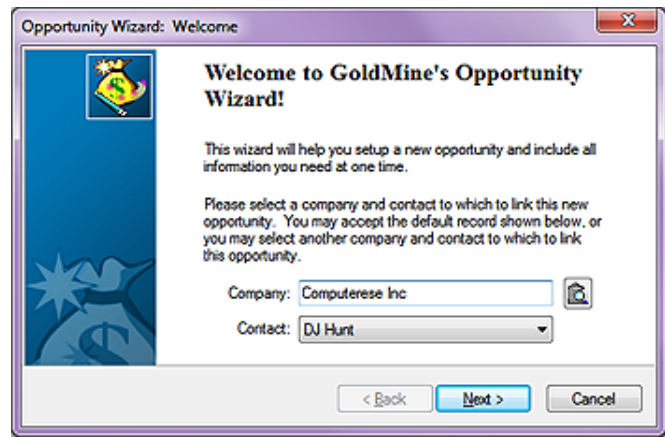 Opportunity Wizard: Welcome
Welcome to GoldMine's Opportunity
Wizard!
This wizard will help you setup a new opportunity and include all
information you need at one time.
Please select a company and contact to which to link this new
opportunity. You may accept the default record shown below, or
you may select another company and contact to which to link
this opportunity.
Company: Computerese Inc
Contact: DJ Hunt
< Back Next > Cancel